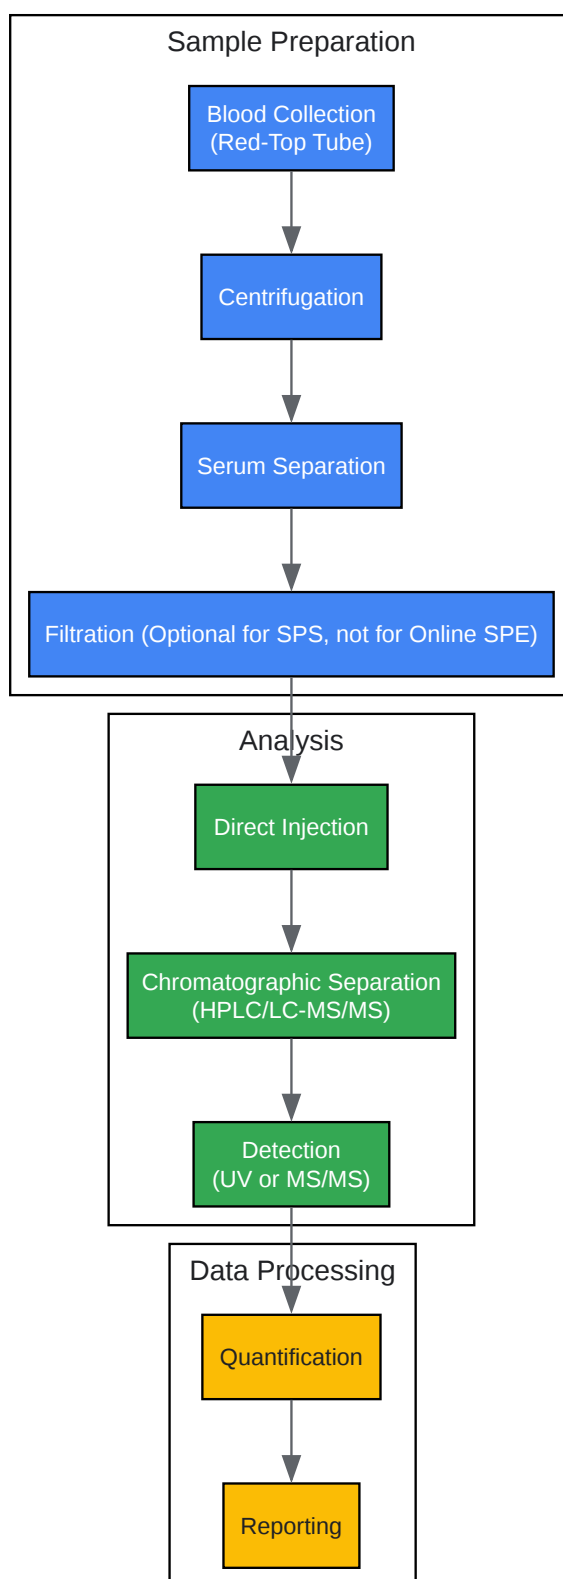 Sample Preparation
Blood Collection
(Red-Top Tube)
Centrifugation
Serum Separation
Filtration (Optional for SPS, not for Online SPE)
Analysis
Direct Injection
Chromatographic Separation
(HPLC/LC-MS/MS)
Detection
(UV or MS/MS)
Data Processing
Quantification
Reporting